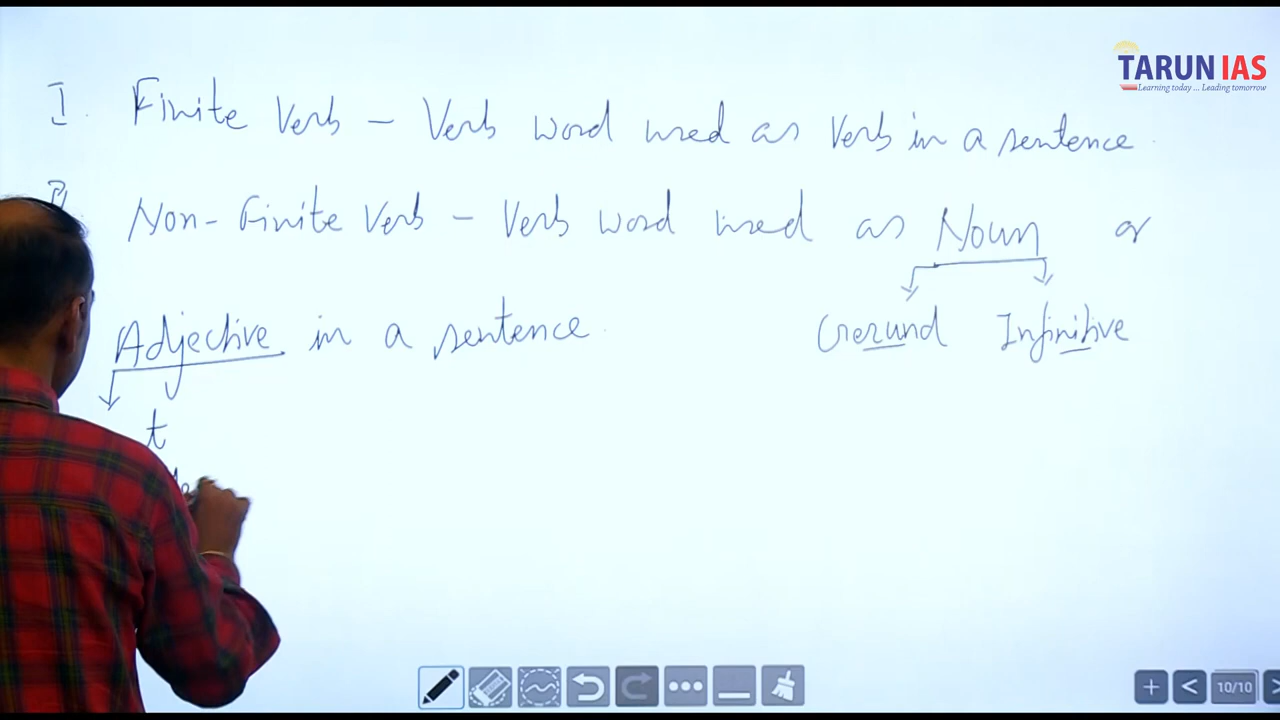 TARUN IAS
Learning today ... Leading tomorrow
I. Finite Verb - Verb word used as Verb in a sentence.
Non-Finite Verb - Verb word used as Noun or
Adjective in a sentence
Gerund Infinitive
t
10/10